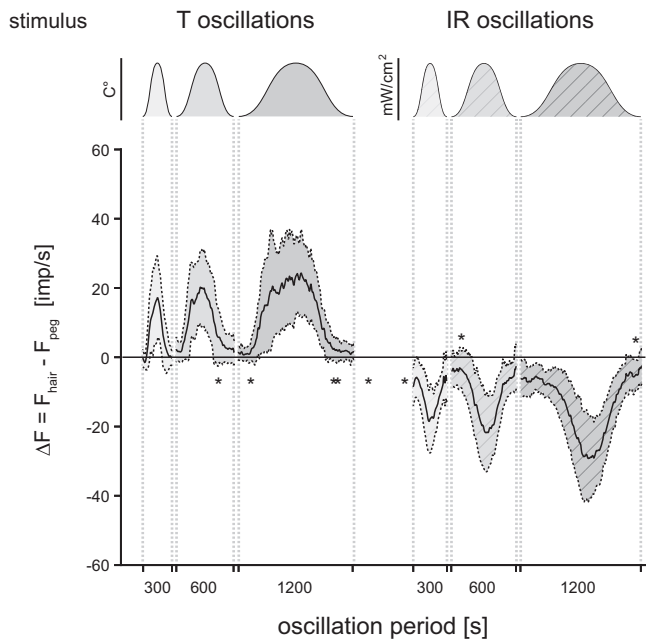 stimulus T oscillations IR oscillations
C°
mW/cm²
60
40
20
0
-20
-40
-60
ΔF = F_hair - F_peg [imp/s]
* * ** * * * *
300 600 1200 300 600 1200
oscillation period [s]